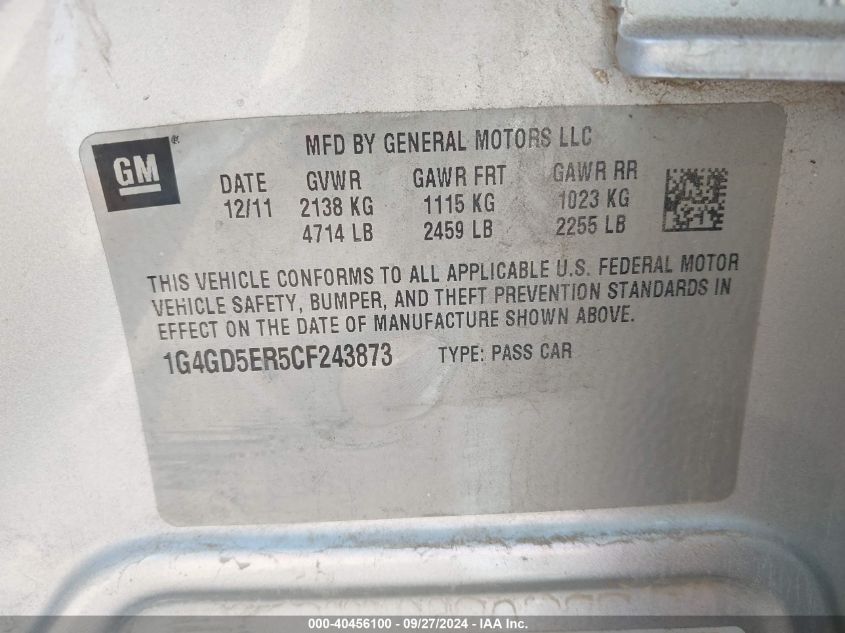 MFD BY GENERAL MOTORS LLC
GM ®
DATE GVWR GAWR FRT GAWR RR
12/11 2138 KG 1115 KG 1023 KG
4714 LB 2459 LB 2255 LB
THIS VEHICLE CONFORMS TO ALL APPLICABLE U.S. FEDERAL MOTOR
VEHICLE SAFETY, BUMPER, AND THEFT PREVENTION STANDARDS IN
EFFECT ON THE DATE OF MANUFACTURE SHOWN ABOVE.
1G4GD5ER5CF243873 TYPE: PASS CAR
000-40456100 - 09/27/2024 - IAA Inc.